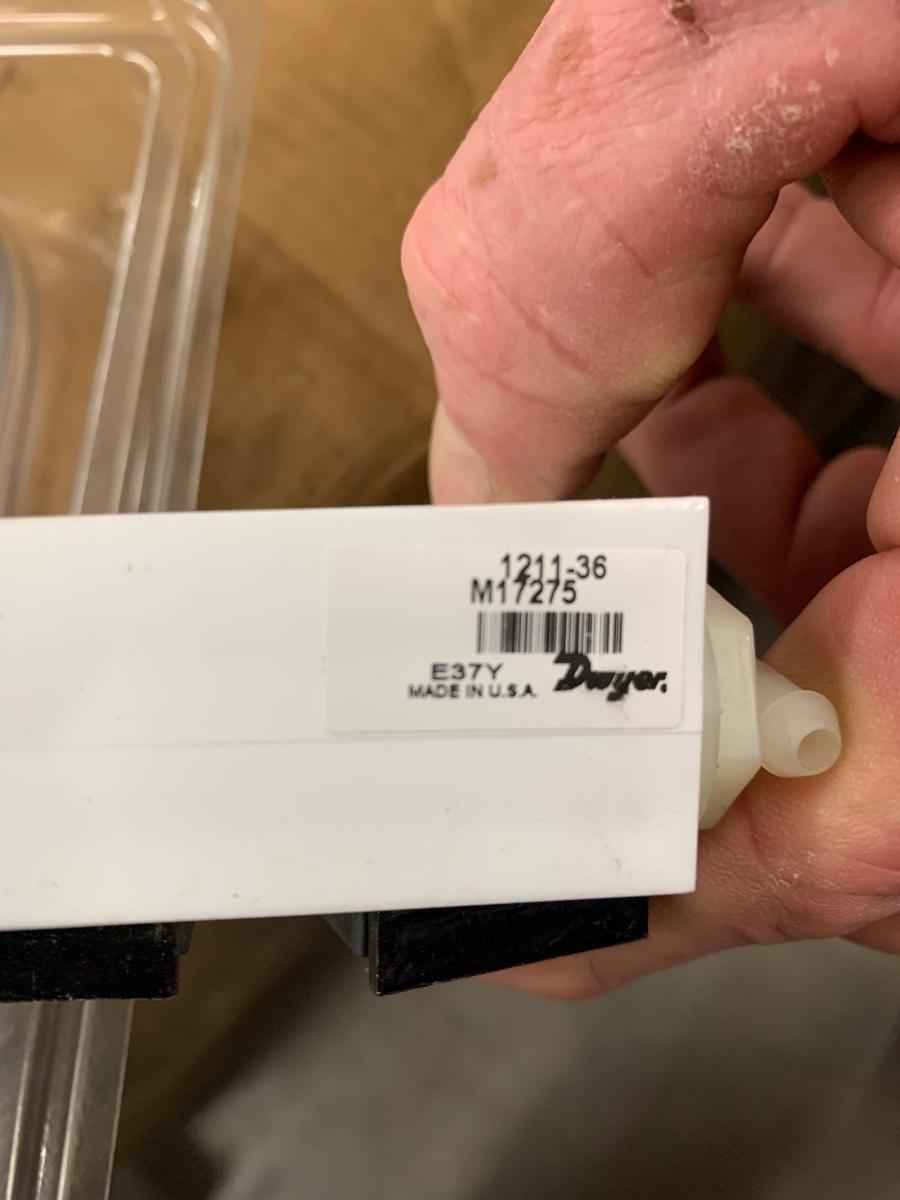 1211-36
M17275
E37Y
MADE IN U.S.A.
Dwyer.